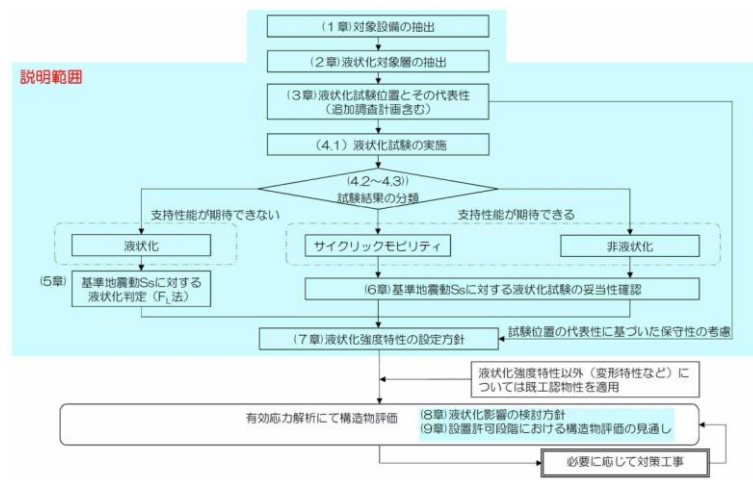 (1章)対象設備の抽出
説明範囲
(2章)液状化対象層の抽出
(3章)液状化試験位置とその代表性
(追加調査計画含む)
(4.1) 液状化試験の実施
(4.2~4.3))
試験結果の分類
支持性能が期待できない
支持性能が期待できる
液状化
サイクリックモビリティ
非液状化
(5章)
基準地震動Ssに対する
液状化判定(FL法)
(6章)基準地震動Ssに対する液状化試験の妥当性確認
試験位置の代表性に基づいた保守性の考慮
(7章)液状化強度特性の設定方針
液状化強度特性以外(変形特性など)に
ついては既工認物性を適用
有効応力解析にて構造物評価
(8章)液状化影響の検討方針
(9章)設置許可段階における構造物評価の見通し
必要に応じて対策工事